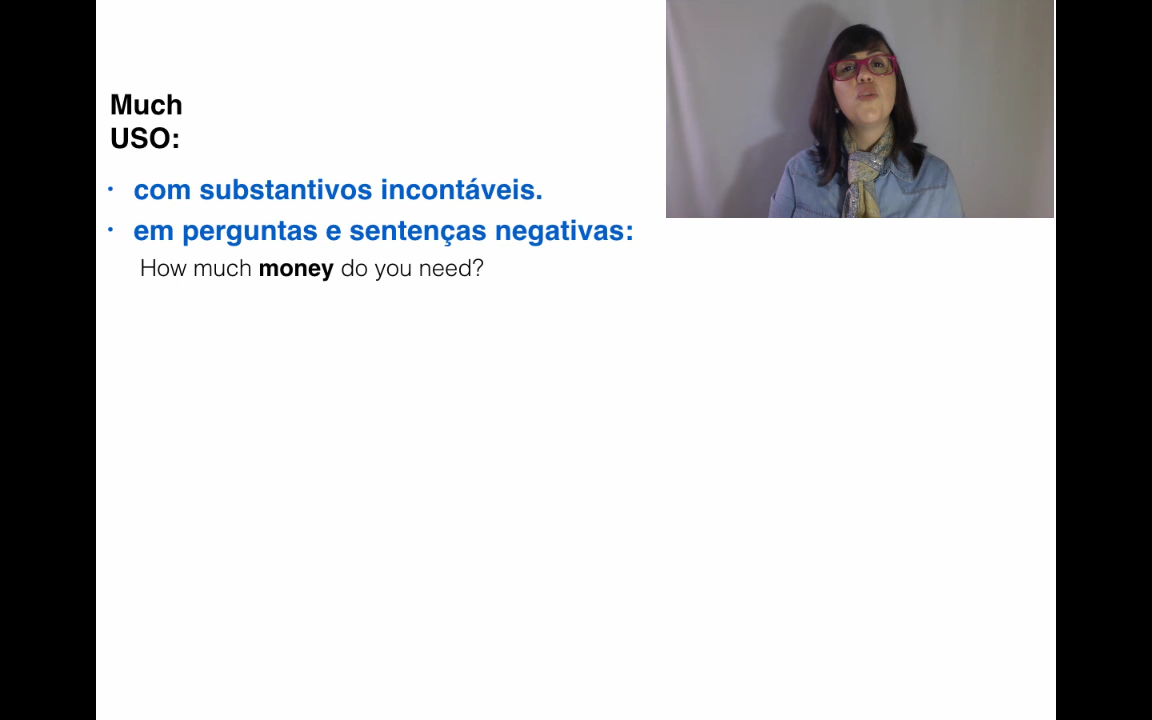 Much
USO:
· com substantivos incontáveis.
· em perguntas e sentenças negativas:
How much money do you need?